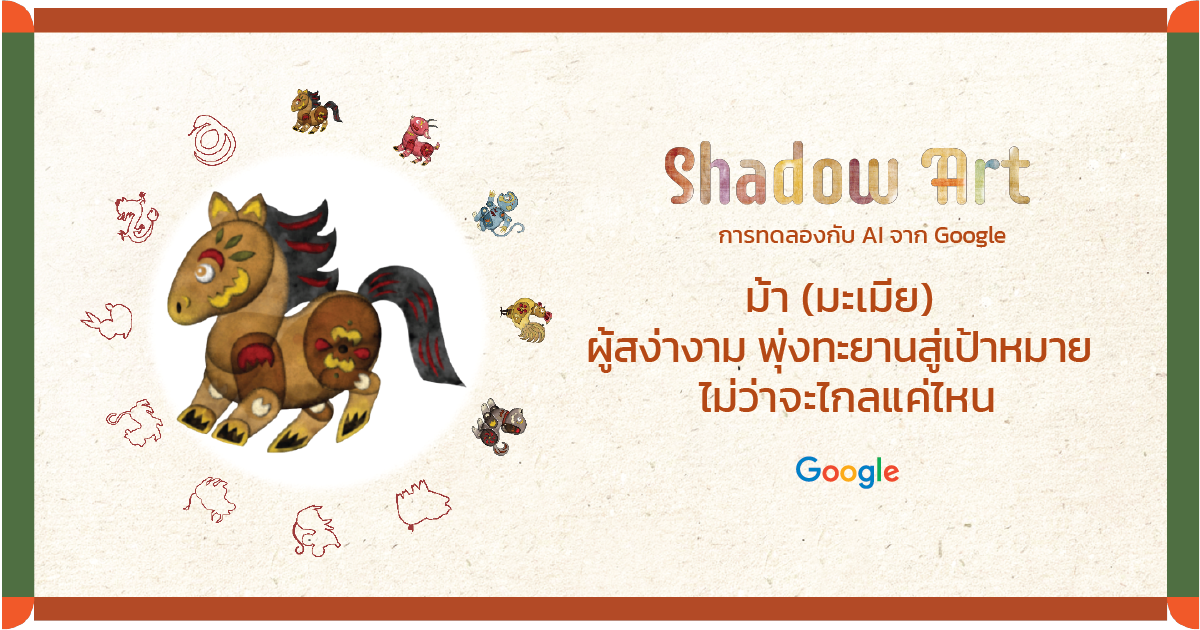 Shadow Art
การทดลองกับ AI จาก Google
ม้า (มะเมีย)
ผู้สง่างาม พุ่งทะยานสู่เป้าหมาย
ไม่ว่าจะไกลแค่ไหน
Google